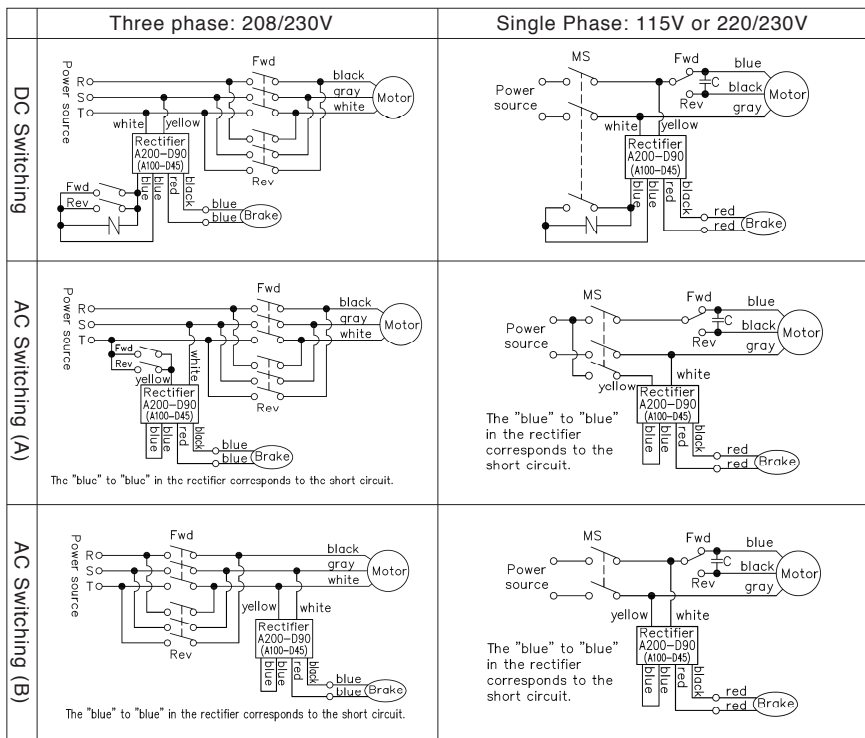 Three phase: 208/230V
Single Phase: 115V or 220/230V
DC Switching
Power source
R
S
T
Fwd
black
gray
white
Motor
white
yellow
Rectifier
A200-D90
(A100-D45)
Rev
Fwd
Rev
N
blue
blue
red
black
blue
blue
Brake
MS
Fwd
blue
Power
source
C
black
Motor
Rev
gray
white
yellow
Rectifier
A200-D90
(A100-D45)
blue
blue
red
black
N
red
red
Brake
AC Switching (A)
Power source
R
S
T
Fwd
black
gray
white
Motor
Fwd
Rev
yellow
white
Rectifier
A200-D90
(A100-D45)
Rev
blue
blue
red
black
blue
blue
Brake
The "blue" to "blue" in the rectifier corresponds to the short circuit.
MS
Fwd
blue
Power
source
C
black
Motor
Rev
gray
yellow
white
Rectifier
A200-D90
(A100-D45)
The "blue" to "blue"
in the rectifier
corresponds to the
short circuit.
blue
blue
red
black
red
red
Brake
AC Switching (B)
Power source
R
S
T
Fwd
black
gray
white
Motor
yellow
white
Rev
Rectifier
A200-D90
(A100-D45)
blue
blue
red
black
blue
blue
Brake
The "blue" to "blue" in the rectifier corresponds to the short circuit.
MS
Fwd
blue
Power
source
C
black
Motor
Rev
gray
yellow
white
Rectifier
A200-D90
(A100-D45)
The "blue" to "blue"
in the rectifier
corresponds to the
short circuit.
blue
blue
red
black
red
red
Brake